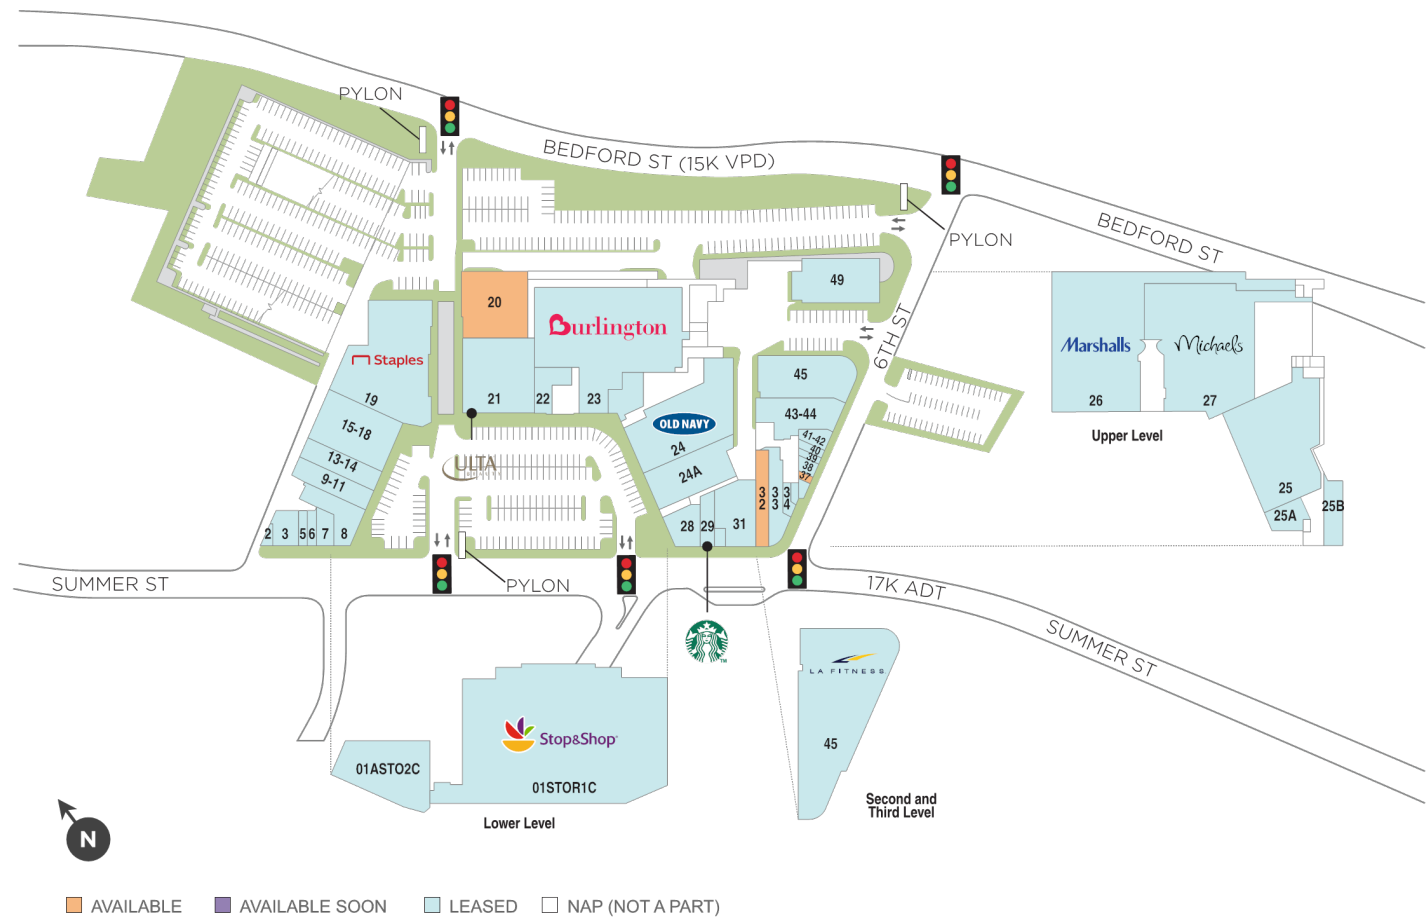 PYLON
BEDFORD ST (15K VPD)
BEDFORD ST
PYLON
6TH ST
49
20
Burlington
Staples
19
21
22
23
45
43-44
41-42
40
39
38
37
15-18
13-14
9-11
OLD NAVY
24
24A
ULTA
BEAUTY
32
33
34
2
3
5
6
7
8
28
29
31
Marshalls
Michaels
26
27
Upper Level
25
25A
25B
SUMMER ST
PYLON
17K ADT
SUMMER ST
TM
LA FITNESS
45
Second and
Third Level
Stop&Shop
01ASTO2C
01STOR1C
Lower Level
N
AVAILABLE
AVAILABLE SOON
LEASED
NAP (NOT A PART)